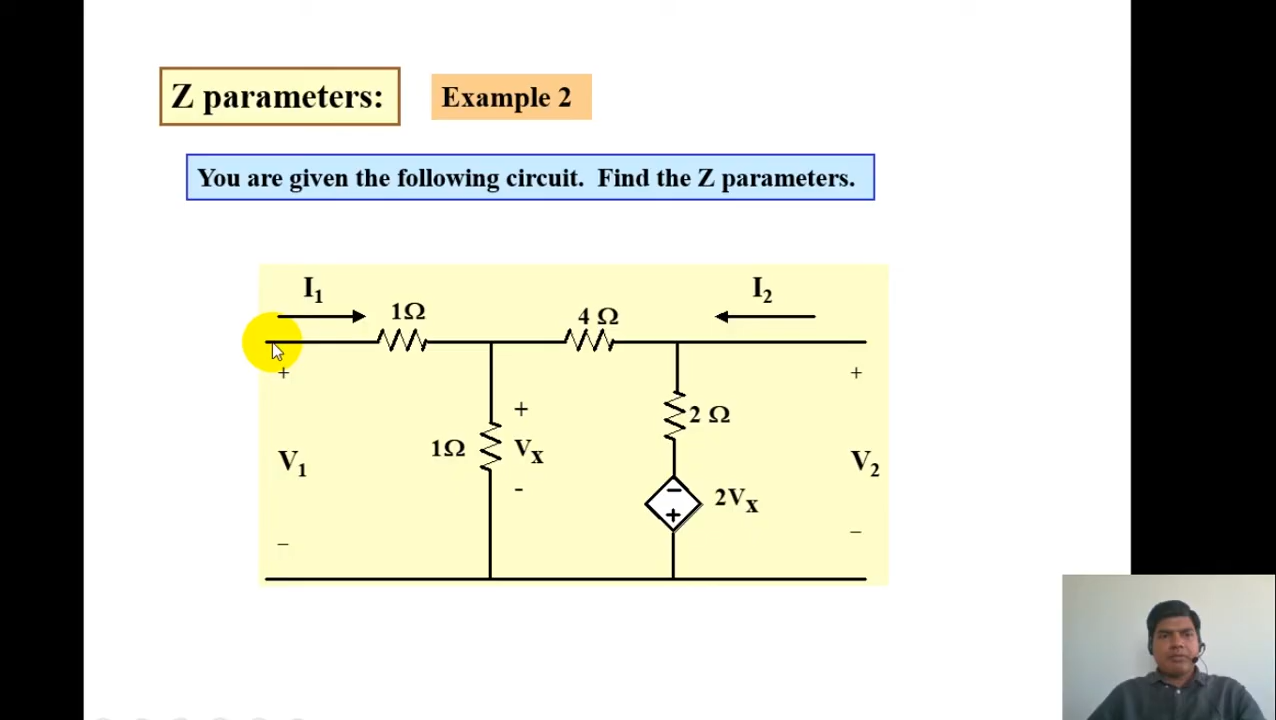 Z parameters:
Example 2
You are given the following circuit. Find the Z parameters.
I₁
1Ω
4 Ω
I₂
+
+
+
2 Ω
1Ω
Vₓ
V₁
V₂
-
−
2Vₓ
+
−
−